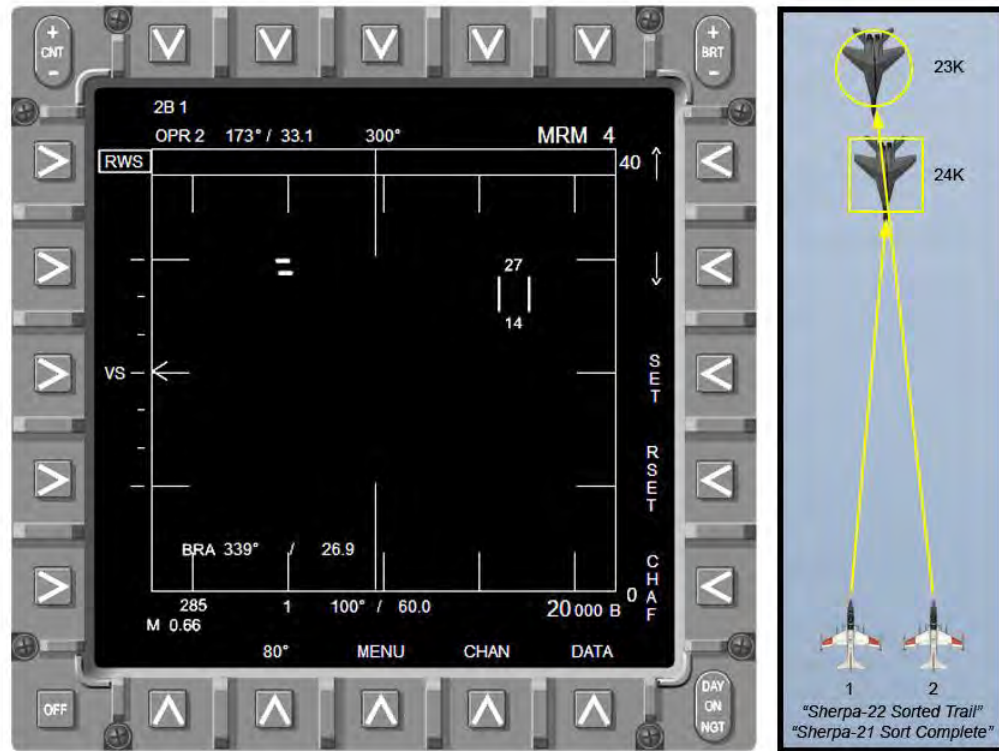 +
CNT
-
+
BRT
-
2B 1
OPR 2 173° / 33.1 300° MRM 4
RWS
40
27
14
VS
SET
RSET
CHAF
BRA 339° / 26.9
0
285 1 100° / 60.0 20 000 B
M 0.66
80° MENU CHAN DATA
OFF
DAY
ON
NGT
23K
24K
1 2
"Sherpa-22 Sorted Trail"
"Sherpa-21 Sort Complete"